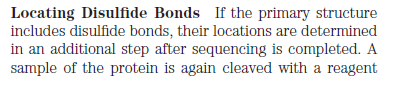 Locating Disulfide Bonds If the primary structure
includes disulfide bonds, their locations are determined
in an additional step after sequencing is completed. A
sample of the protein is again cleaved with a reagent